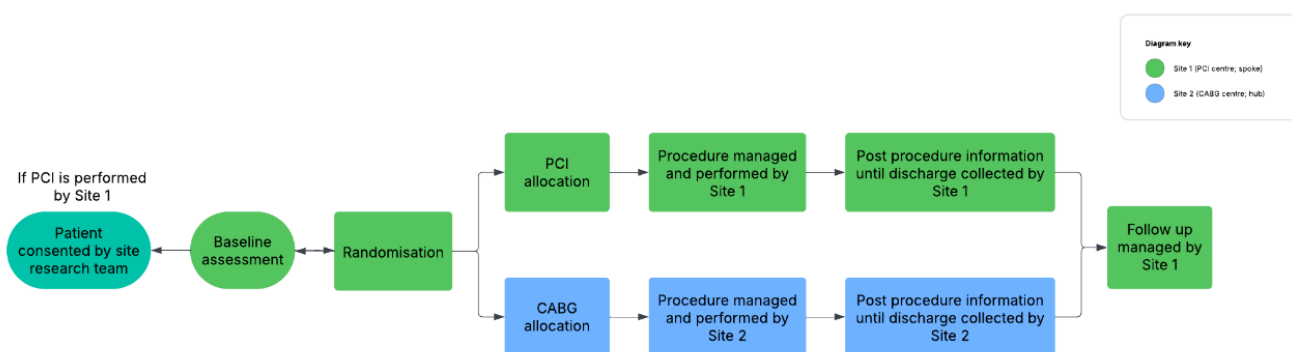 Diagram key
Site 1 (PCI centre; spoke)
Site 2 (CABG centre; hub)
If PCI is performed
by Site 1
Patient
consented by site
research team
Baseline
assessment
Randomisation
PCI
allocation
Procedure managed
and performed by
Site 1
Post procedure information
until discharge collected by
Site 1
CABG
allocation
Procedure managed
and performed by
Site 2
Post procedure information
until discharge collected by
Site 2
Follow up
managed by
Site 1